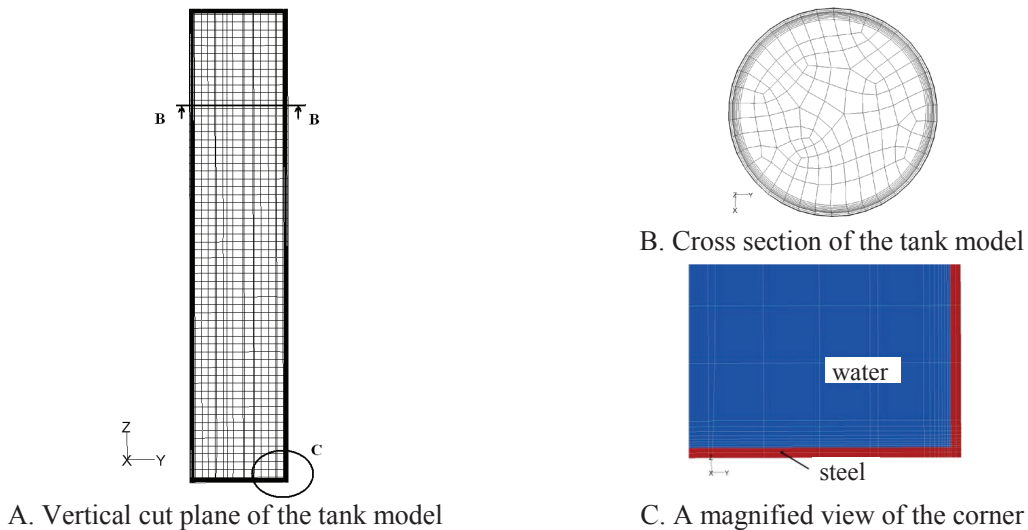 B
B
Z
X
Y
C
A. Vertical cut plane of the tank model
Z
Y
X
B. Cross section of the tank model
water
Z
X
Y
steel
C. A magnified view of the corner